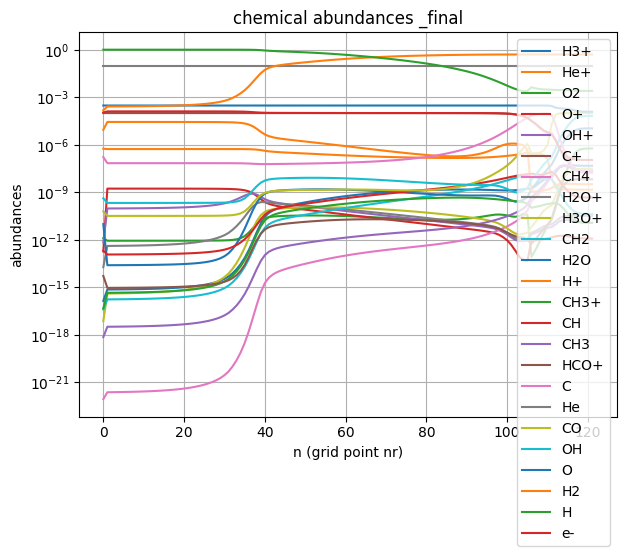 chemical abundances _final
abundances
10^0
10^-3
10^-6
10^-9
10^-12
10^-15
10^-18
10^-21
0 20 40 60 80 100 120
n (grid point nr)
H3+
He+
O2
O+
OH+
C+
CH4
H2O+
H3O+
CH2
H2O
H+
CH3+
CH
CH3
HCO+
C
He
CO
OH
O
H2
H
e-